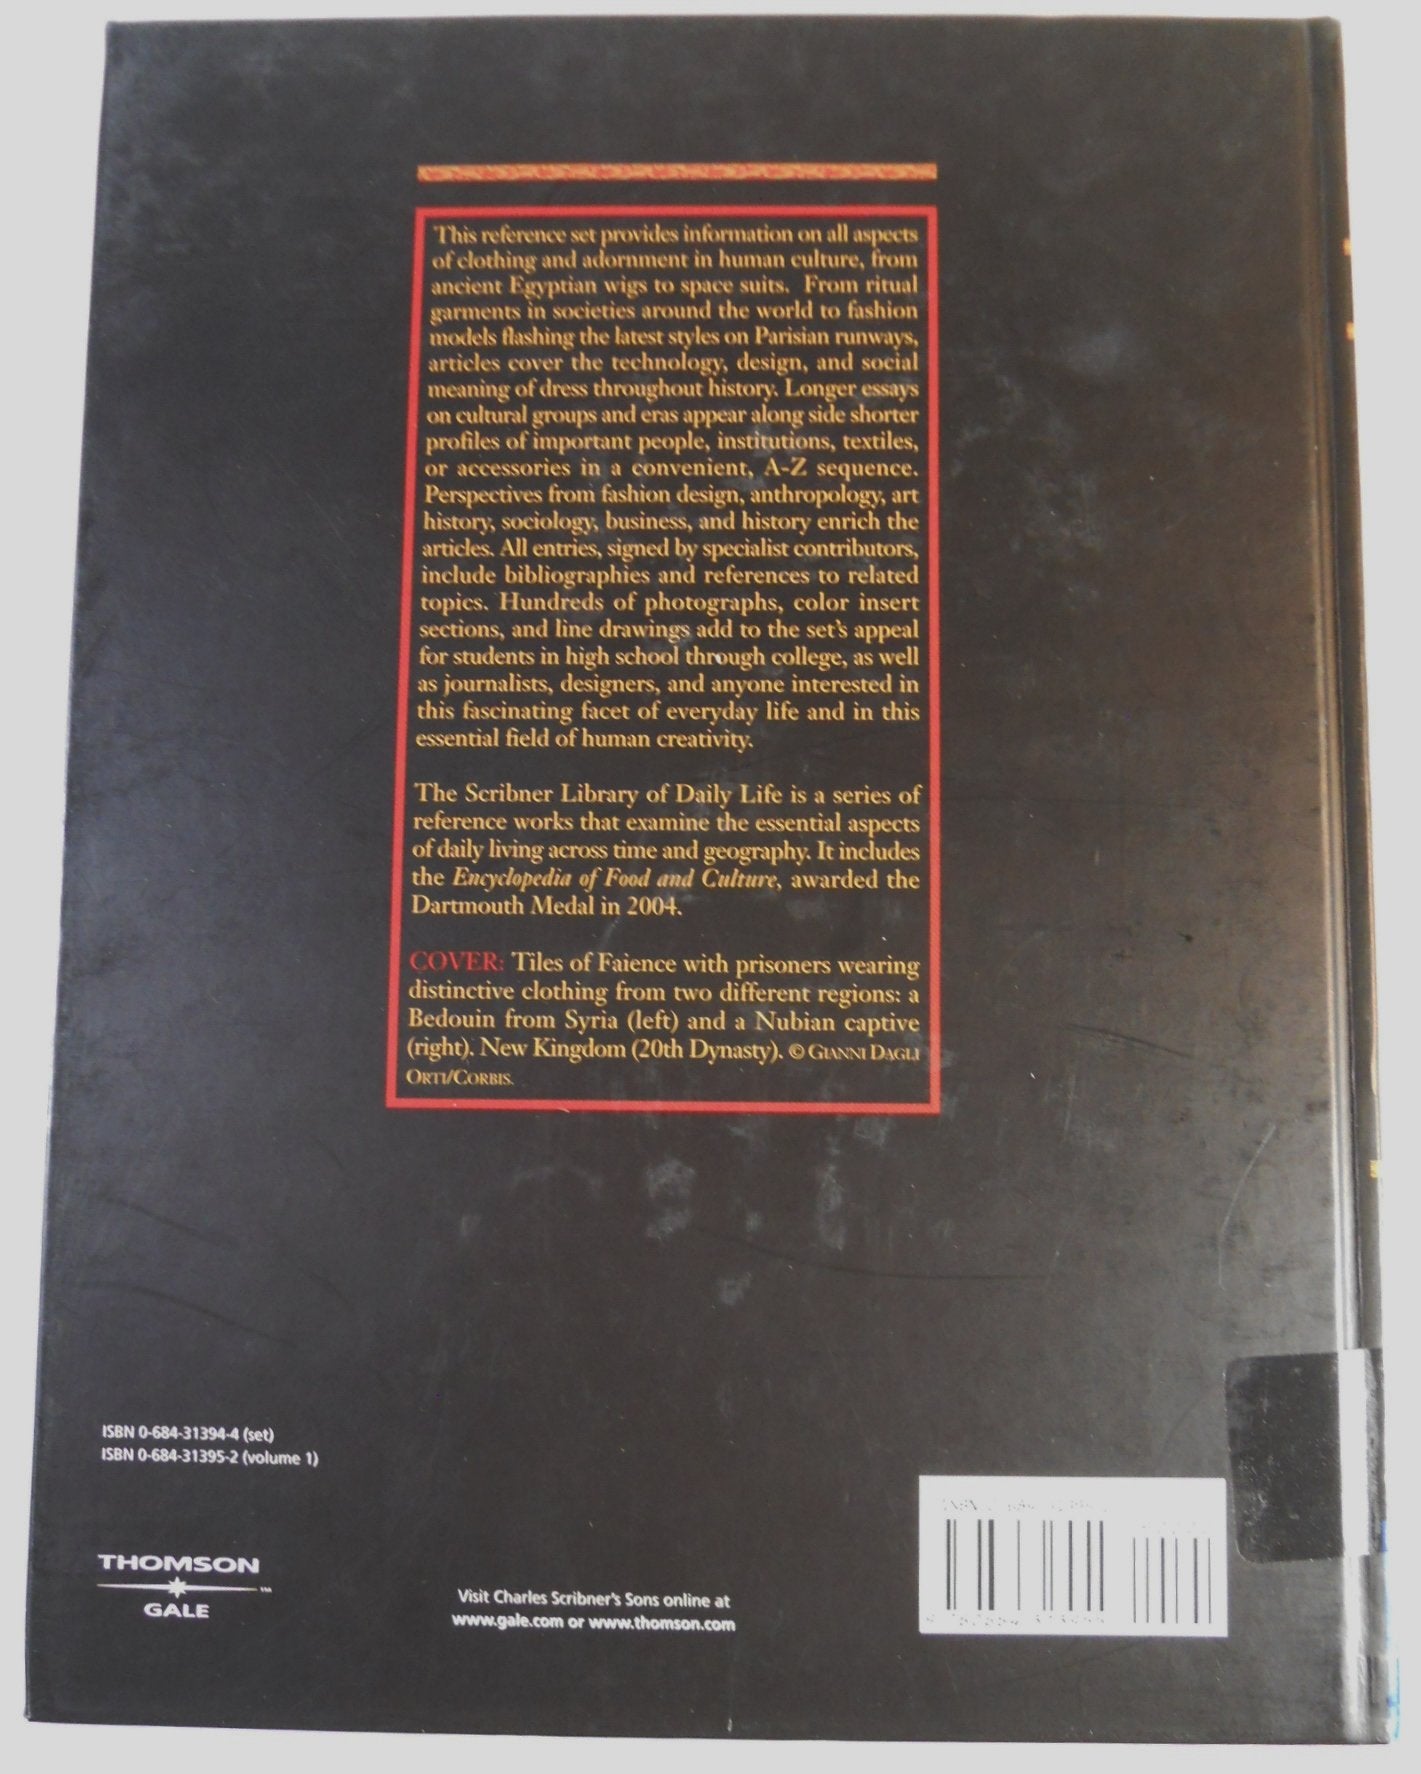 This reference set provides information on all aspects
of clothing and adornment in human culture, from
ancient Egyptian wigs to space suits. From ritual
garments in societies around the world to fashion
models flashing the latest styles on Parisian runways,
articles cover the technology, design, and social
meaning of dress throughout history. Longer essays
on cultural groups and eras appear along side shorter
profiles of important people, institutions, textiles,
or accessories in a convenient, A-Z sequence.
Perspectives from fashion design, anthropology, art
history, sociology, business, and history enrich the
articles. All entries, signed by specialist contributors,
include bibliographies and references to related
topics. Hundreds of photographs, color insert
sections, and line drawings add to the set's appeal
for students in high school through college, as well
as journalists, designers, and anyone interested in
this fascinating facet of everyday life and in this
essential field of human creativity.
The Scribner Library of Daily Life is a series of
reference works that examine the essential aspects
of daily living across time and geography. It includes
the Encyclopedia of Food and Culture, awarded the
Dartmouth Medal in 2004.
COVER: Tiles of Faience with prisoners wearing
distinctive clothing from two different regions: a
Bedouin from Syria (left) and a Nubian captive
(right). New Kingdom (20th Dynasty). © GIANNI DAGLI
ORTI/CORBIS.
ISBN 0-684-31394-4 (set)
ISBN 0-684-31395-2 (volume 1)
THOMSON
GALE
Visit Charles Scribner's Sons online at
www.gale.com or www.thomson.com